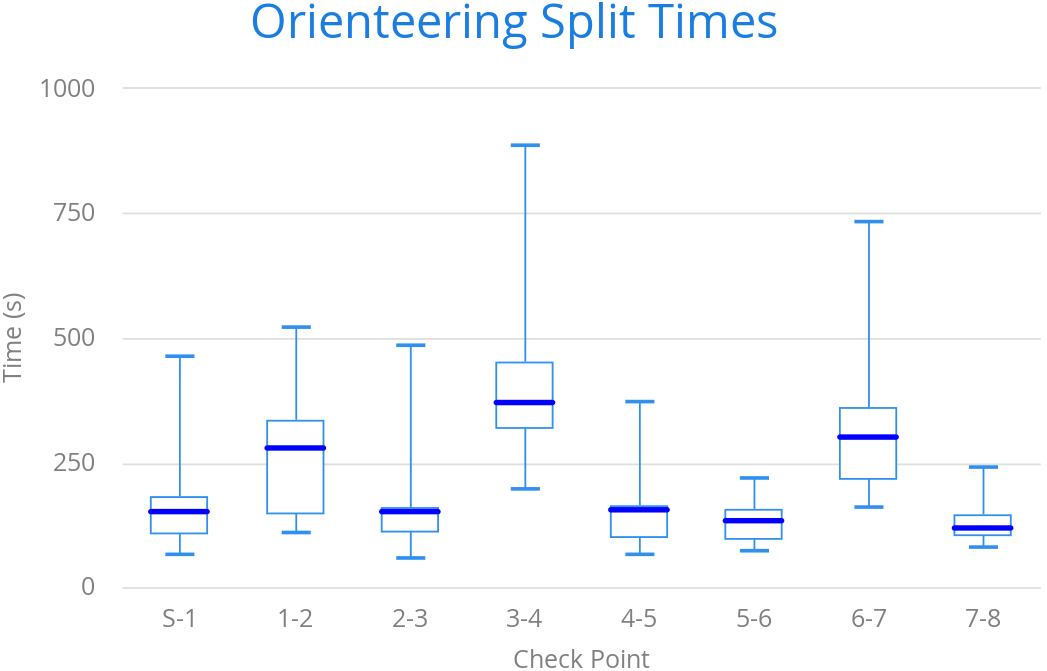 Orienteering Split Times
1000
750
500
250
0
Time (s)
S-1 1-2 2-3 3-4 4-5 5-6 6-7 7-8
Check Point